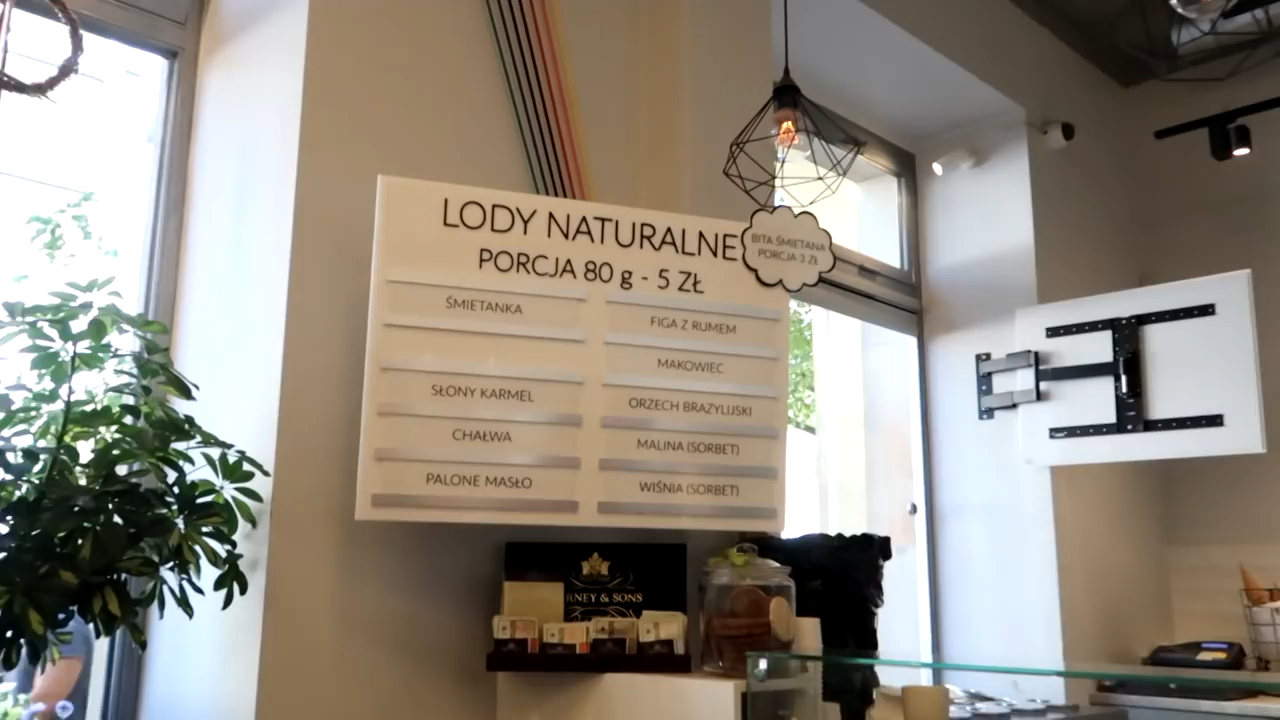 LODY NATURALNE
PORCJA 80 g - 5 ZŁ
BITA ŚMIETANA
PORCJA 3 ZŁ
ŚMIETANKA
SŁONY KARMEL
CHAŁWA
PALONE MASŁO
FIGA Z RUMEM
MAKOWIEC
ORZECH BRAZYLIJSKI
MALINA (SORBET)
WIŚNIA (SORBET)
RNEY & SONS